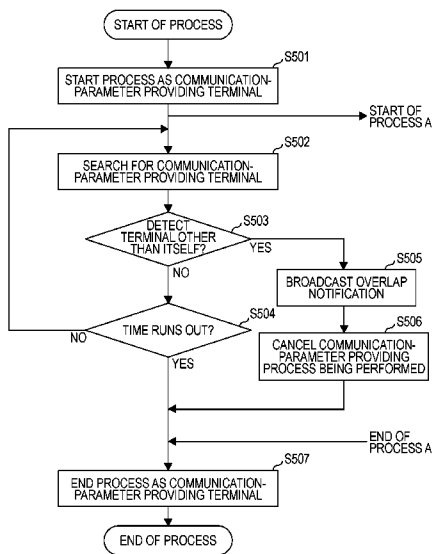 START OF PROCESS
S501
START PROCESS AS COMMUNICATION-
PARAMETER PROVIDING TERMINAL
START OF
PROCESS A
S502
SEARCH FOR COMMUNICATION-
PARAMETER PROVIDING TERMINAL
S503
DETECT
TERMINAL OTHER
THAN ITSELF?
YES
NO
S505
BROADCAST OVERLAP
NOTIFICATION
S504
TIME RUNS OUT?
NO
YES
S506
CANCEL COMMUNICATION-
PARAMETER PROVIDING
PROCESS BEING PERFORMED
END OF
PROCESS A
S507
END PROCESS AS COMMUNICATION-
PARAMETER PROVIDING TERMINAL
END OF PROCESS